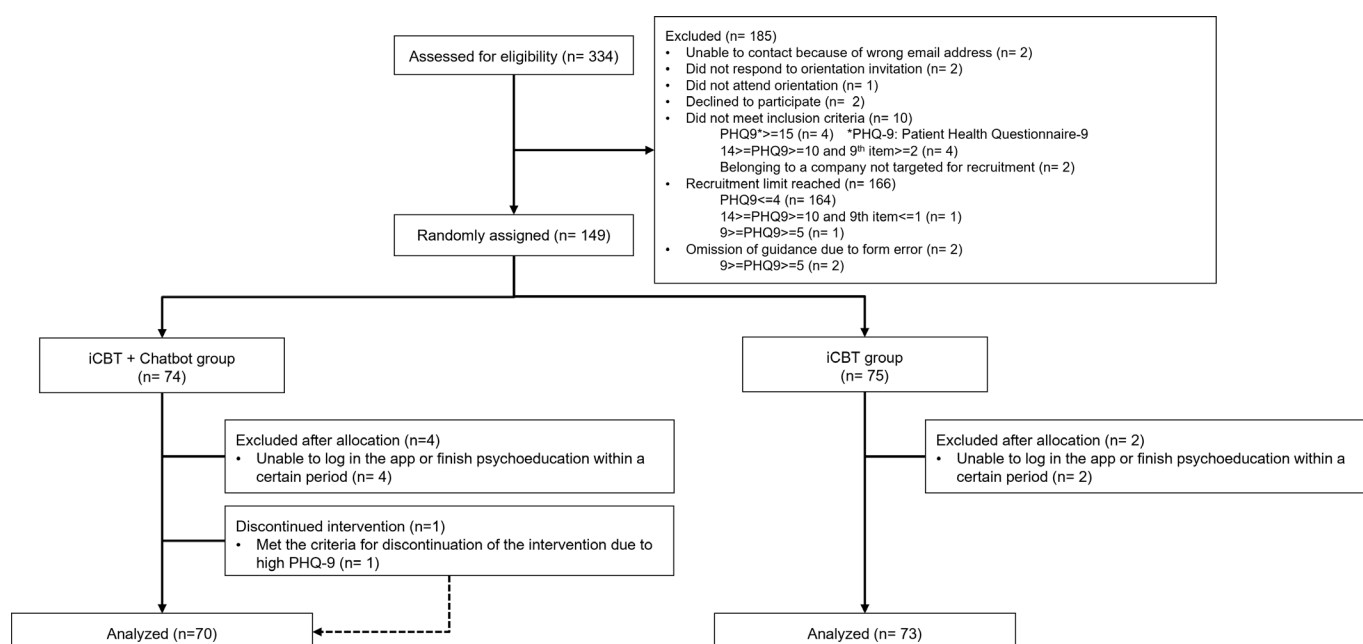 Assessed for eligibility (n= 334)
Excluded (n= 185)
• Unable to contact because of wrong email address (n= 2)
• Did not respond to orientation invitation (n= 2)
• Did not attend orientation (n= 1)
• Declined to participate (n=  2)
• Did not meet inclusion criteria (n= 10)
PHQ9*>=15 (n= 4)   *PHQ-9: Patient Health Questionnaire-9
14>=PHQ9>=10 and 9th item>=2 (n= 4)
Belonging to a company not targeted for recruitment (n= 2)
• Recruitment limit reached (n= 166)
PHQ9<=4 (n= 164)
14>=PHQ9>=10 and 9th item<=1 (n= 1)
9>=PHQ9>=5 (n= 1)
• Omission of guidance due to form error (n= 2)
9>=PHQ9>=5 (n= 2)
Randomly assigned (n= 149)
iCBT + Chatbot group
(n= 74)
iCBT group
(n= 75)
Excluded after allocation (n=4)
• Unable to log in the app or finish psychoeducation within a
certain period (n= 4)
Excluded after allocation (n= 2)
• Unable to log in the app or finish psychoeducation within a
certain period (n= 2)
Discontinued intervention (n=1)
• Met the criteria for discontinuation of the intervention due to
high PHQ-9 (n= 1)
Analyzed (n=70)
Analyzed (n= 73)